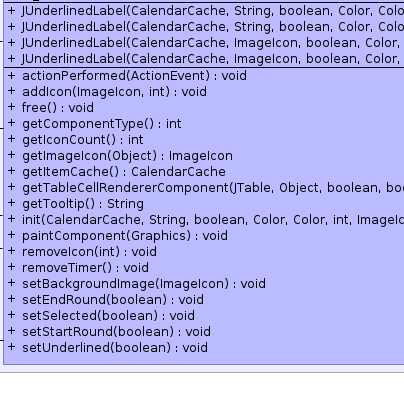 + JUnderlinedLabel(CalendarCache, String, boolean, Color, Colo
+ JUnderlinedLabel(CalendarCache, String, boolean, Color, Colo
+ JUnderlinedLabel(CalendarCache, ImageIcon, boolean, Color,
+ JUnderlinedLabel(CalendarCache, ImageIcon, boolean, Color,
+ actionPerformed(ActionEvent) : void
+ addIcon(ImageIcon, int) : void
+ free() : void
+ getComponentType() : int
+ getIconCount() : int
+ getImageIcon(Object) : ImageIcon
+ getItemCache() : CalendarCache
+ getTableCellRendererComponent(JTable, Object, boolean, boo
+ getTooltip() : String
+ init(CalendarCache, String, boolean, Color, Color, int, ImageIc
+ paintComponent(Graphics) : void
+ removeIcon(int) : void
+ removeTimer() : void
+ setBackgroundImage(ImageIcon) : void
+ setEndRound(boolean) : void
+ setSelected(boolean) : void
+ setStartRound(boolean) : void
+ setUnderlined(boolean) : void